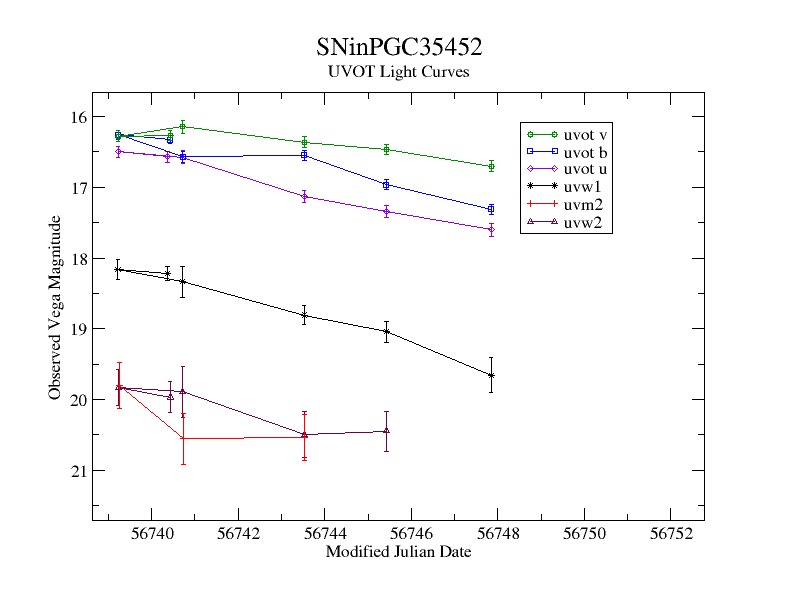 SNinPGC35452
UVOT Light Curves
16
17
18
19
20
21
Observed Vega Magnitude
uvot v
uvot b
uvot u
uvw1
uvm2
uvw2
56740 56742 56744 56746 56748 56750 56752
Modified Julian Date